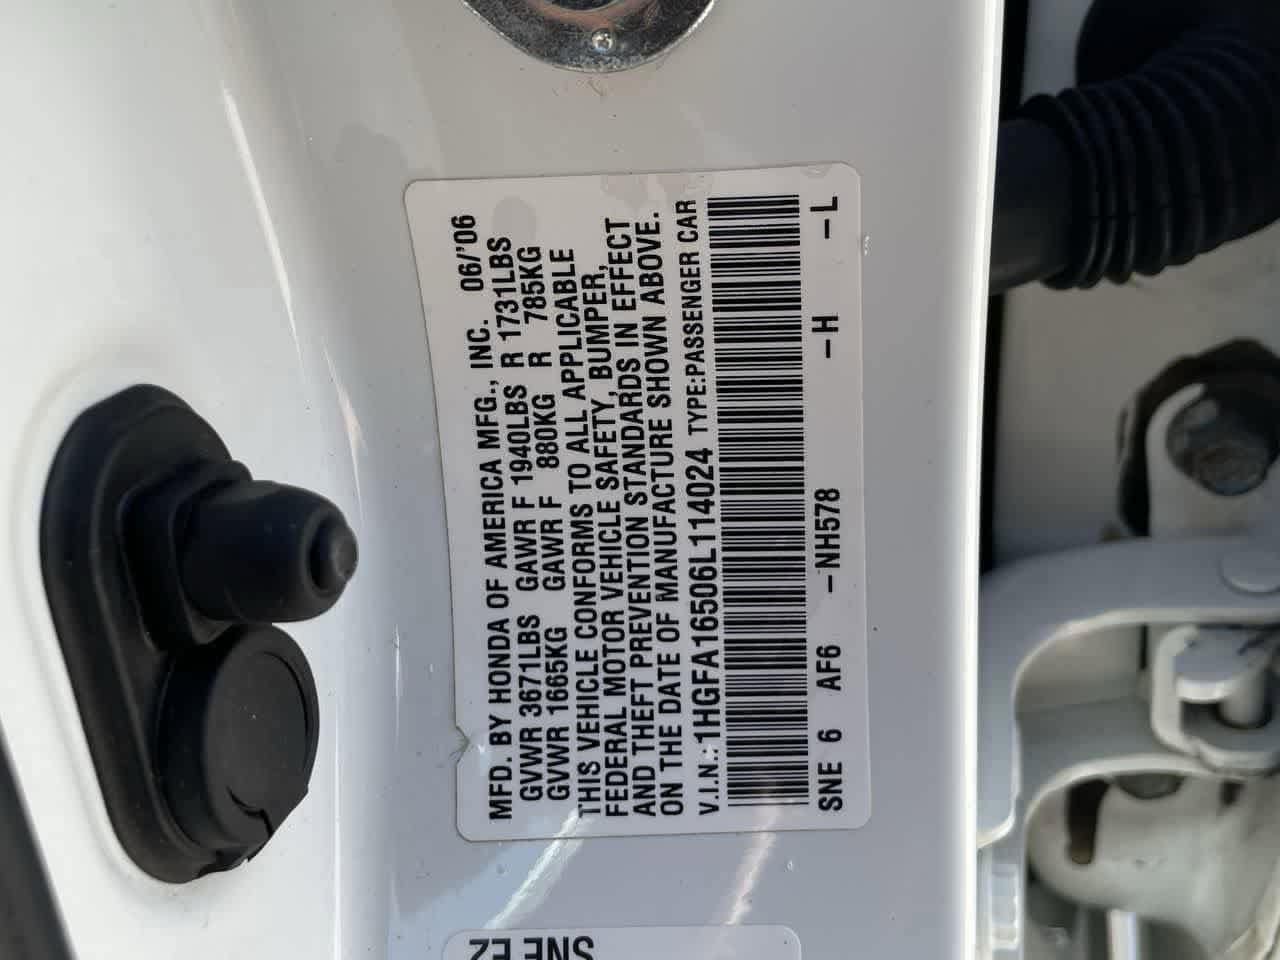 MFD. BY HONDA OF AMERICA MFG., INC. 06/'06
GVWR 3671LBS GAWR F 1940LBS R 1731LBS
GVWR 1665KG GAWR F 880KG R 785KG
THIS VEHICLE CONFORMS TO ALL APPLICABLE
FEDERAL MOTOR VEHICLE SAFETY, BUMPER,
AND THEFT PREVENTION STANDARDS IN EFFECT
ON THE DATE OF MANUFACTURE SHOWN ABOVE.
V.I.N.: 1HGFA16506L114024 TYPE:PASSENGER CAR
SNE 6 AF6 -NH578 -H -L
SNE EZ